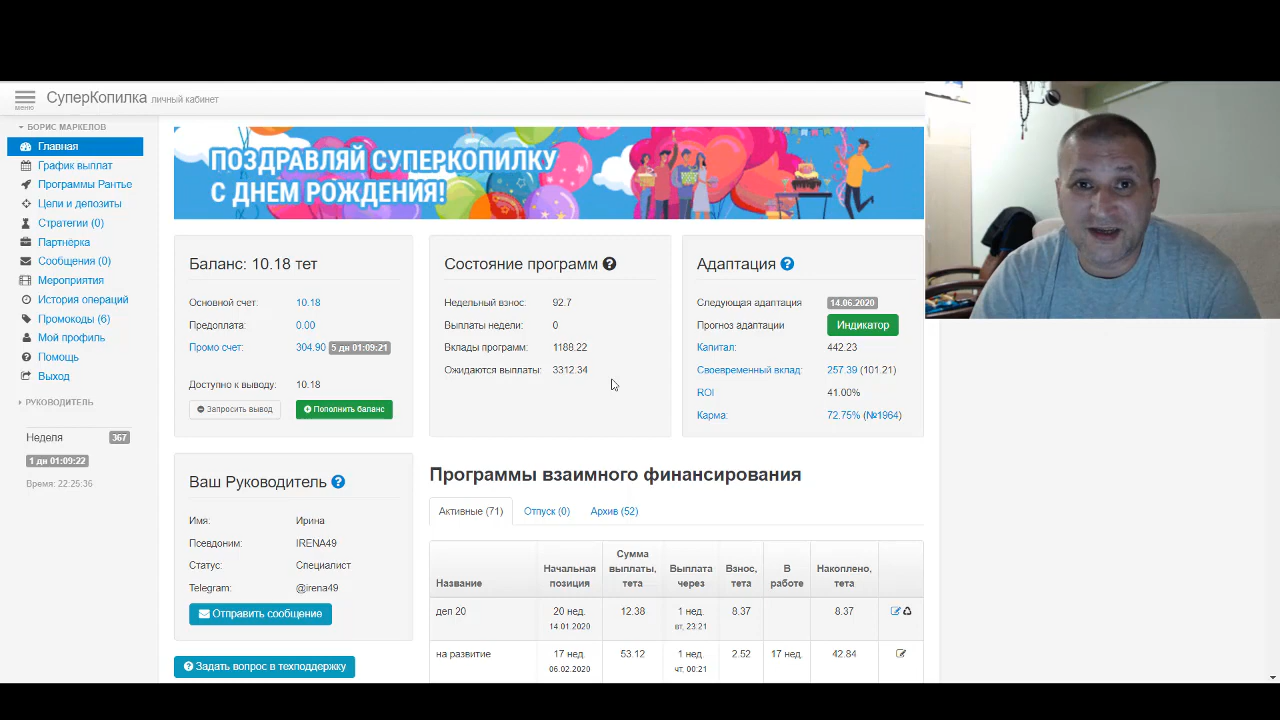 СуперКопилка личный кабинет
меню
БОРИС МАРКЕЛОВ
Главная
График выплат
Программы Рантье
Цели и депозиты
Стратегии (0)
Партнёрка
Сообщения (0)
Мероприятия
История операций
Промокоды (6)
Мой профиль
Помощь
Выход
РУКОВОДИТЕЛЬ
Неделя 367
1 дн 01:09:22
Время: 22:25:36
ПОЗДРАВЛЯЙ СУПЕРКОПИЛКУ
С ДНЕМ РОЖДЕНИЯ!
Баланс: 10.18 тет
Основной счет: 10.18
Предоплата: 0.00
Промо счет: 304.90 5 дн 01:09:21
Доступно к выводу: 10.18
Запросить вывод Пополнить баланс
Состояние программ ?
Недельный взнос: 92.7
Выплаты недели: 0
Вклады программ: 1188.22
Ожидаются выплаты: 3312.34
Адаптация ?
Следующая адаптация 14.06.2020
Прогноз адаптации Индикатор
Капитал: 442.23
Своевременный вклад: 257.39 (101.21)
ROI 41.00%
Карма: 72.75% (№1964)
Ваш Руководитель ?
Имя: Ирина
Псевдоним: IRENA49
Статус: Специалист
Telegram: @irena49
Отправить сообщение
Задать вопрос в техподдержку
Программы взаимного финансирования
Активные (71) Отпуск (0) Архив (52)
Название Начальная позиция Сумма выплаты, тета Выплата через Взнос, тета В работе Накоплено, тета
деп 20 20 нед. 14.01.2020 12.38 1 нед. вт, 23:21 8.37 8.37
на развитие 17 нед. 06.02.2020 53.12 1 нед. чт, 00:21 2.52 17 нед. 42.84